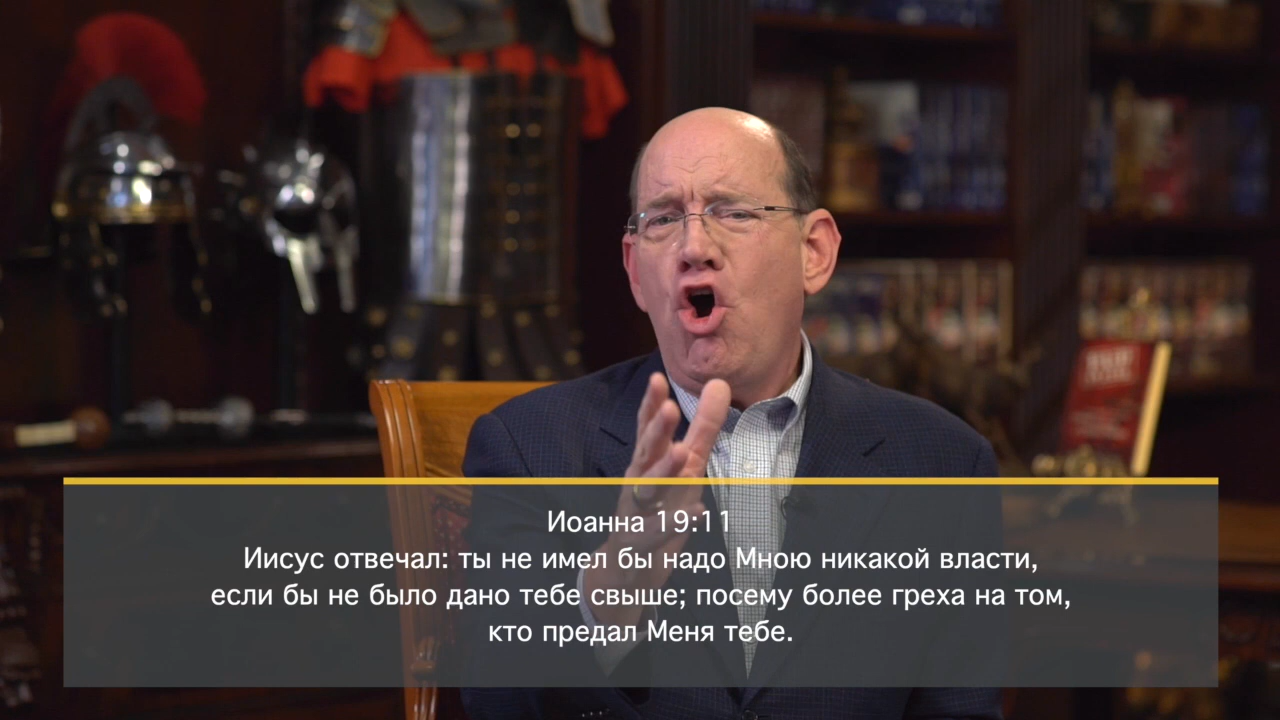 Иоанна 19:11
Иисус отвечал: ты не имел бы надо Мною никакой власти,
если бы не было дано тебе свыше; посему более греха на том,
кто предал Меня тебе.